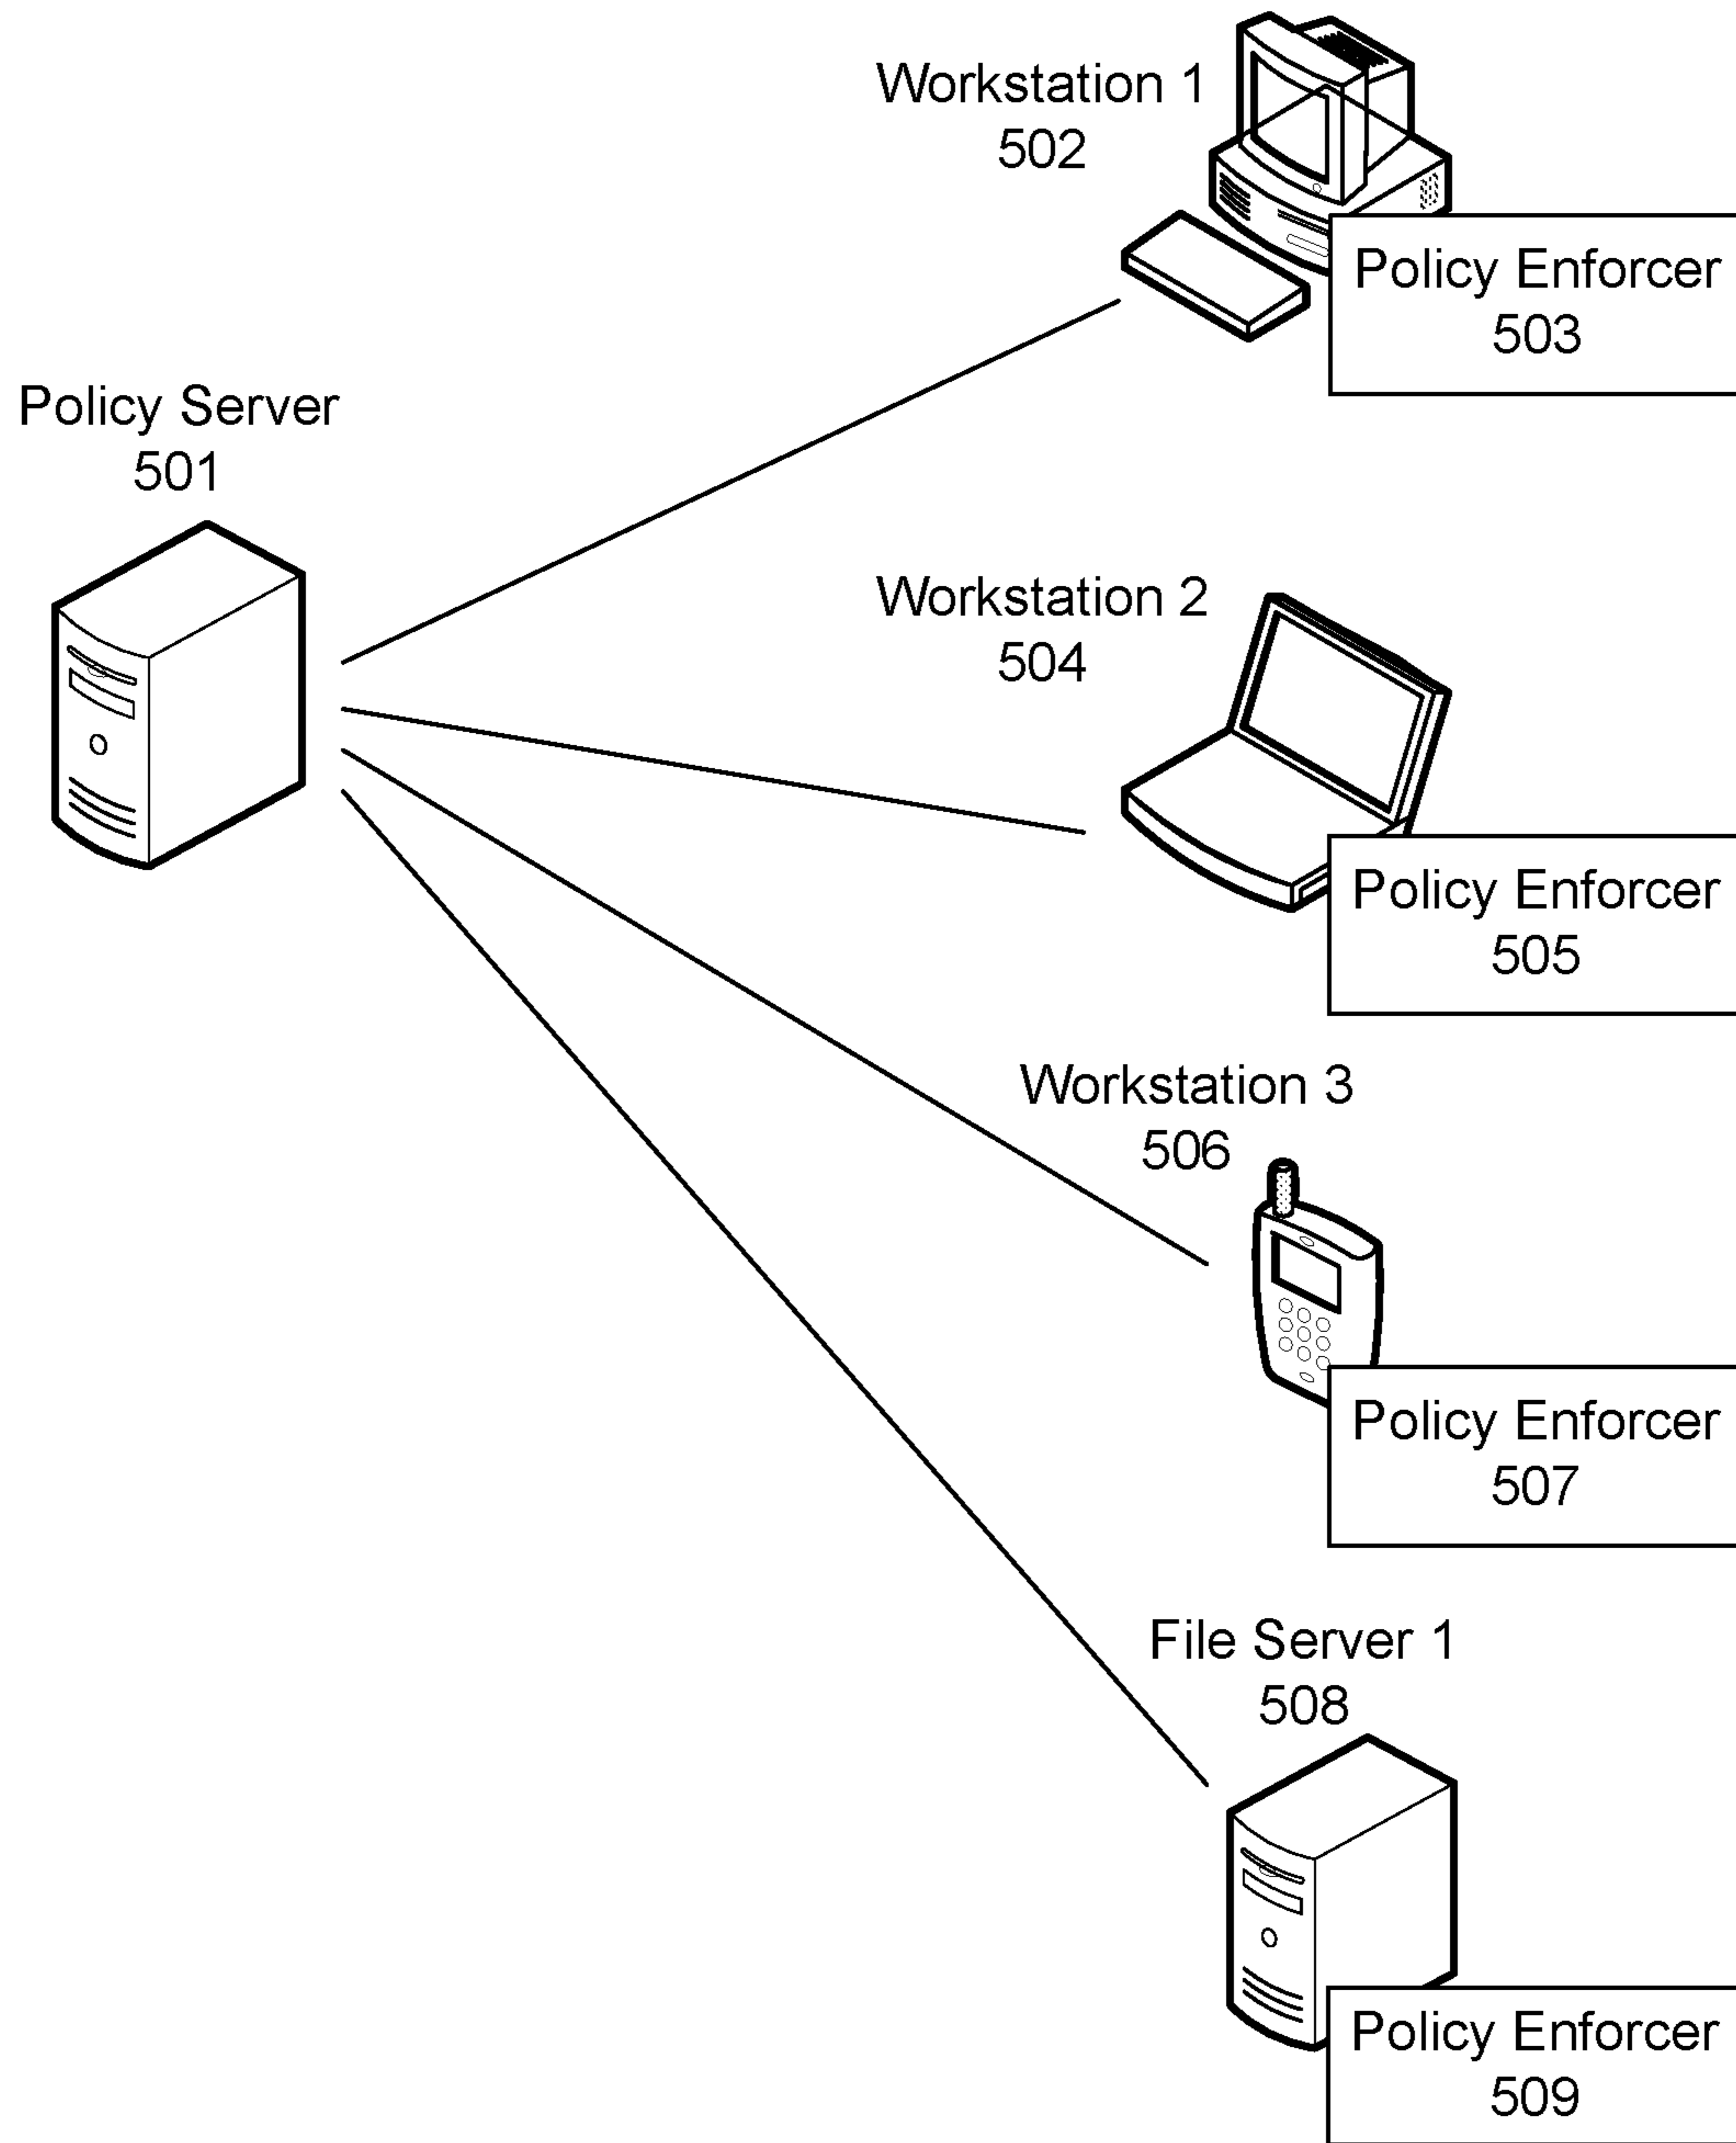 Workstation 1
502
Policy Enforcer
503
Policy Server
501
Workstation 2
504
Policy Enforcer
505
Workstation 3
506
Policy Enforcer
507
File Server 1
508
Policy Enforcer
509